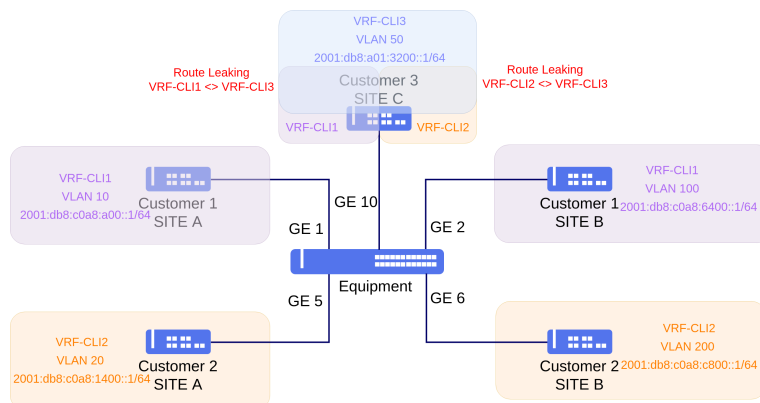 VRF-CLI3
VLAN 50
2001:db8:a01:3200::1/64
Route Leaking
VRF-CLI1 <> VRF-CLI3
Customer 3
SITE C
Route Leaking
VRF-CLI2 <> VRF-CLI3
VRF-CLI1
VRF-CLI2
VRF-CLI1
VLAN 10
2001:db8:c0a8:a00::1/64
Customer 1
SITE A
GE 10
GE 1
GE 2
Customer 1
SITE B
VRF-CLI1
VLAN 100
2001:db8:c0a8:6400::1/64
Equipment
GE 5
GE 6
VRF-CLI2
VLAN 20
2001:db8:c0a8:1400::1/64
Customer 2
SITE A
Customer 2
SITE B
VRF-CLI2
VLAN 200
2001:db8:c0a8:c800::1/64